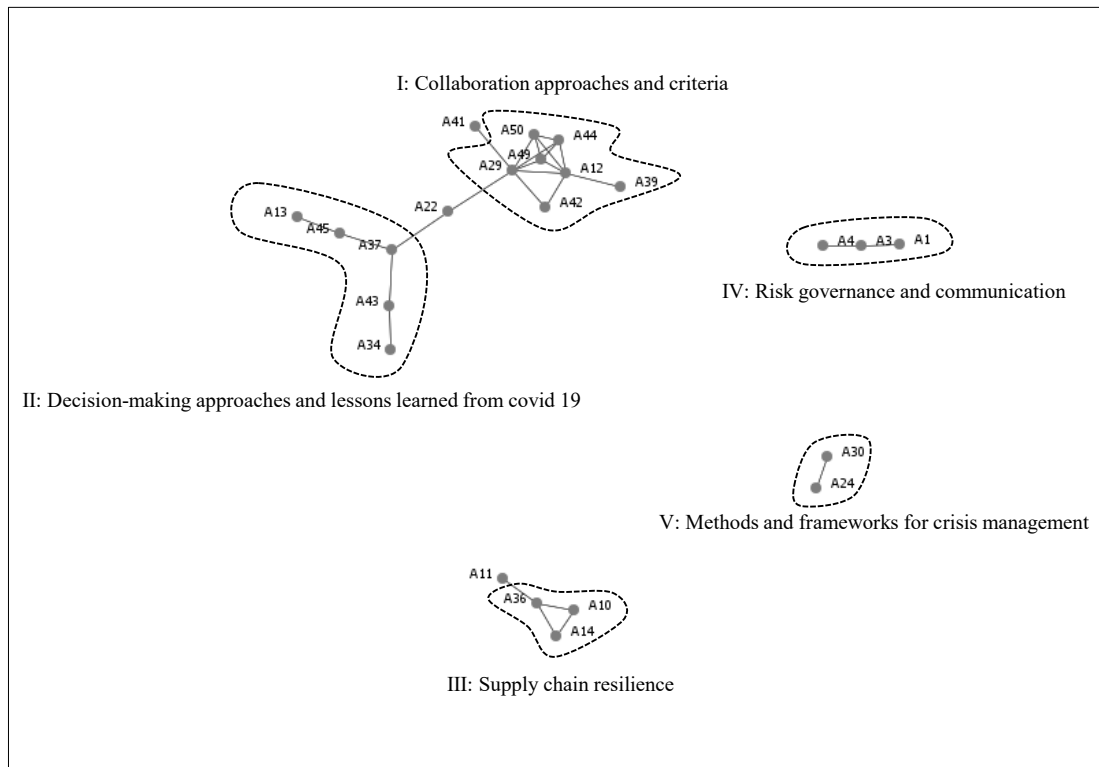 I: Collaboration approaches and criteria
A41
A50
A44
A49
A29
A12
A39
A42
A22
A13
A45
A37
A43
A34
A4
A3
A1
IV: Risk governance and communication
II: Decision-making approaches and lessons learned from covid 19
A30
A24
V: Methods and frameworks for crisis management
A11
A36
A10
A14
III: Supply chain resilience